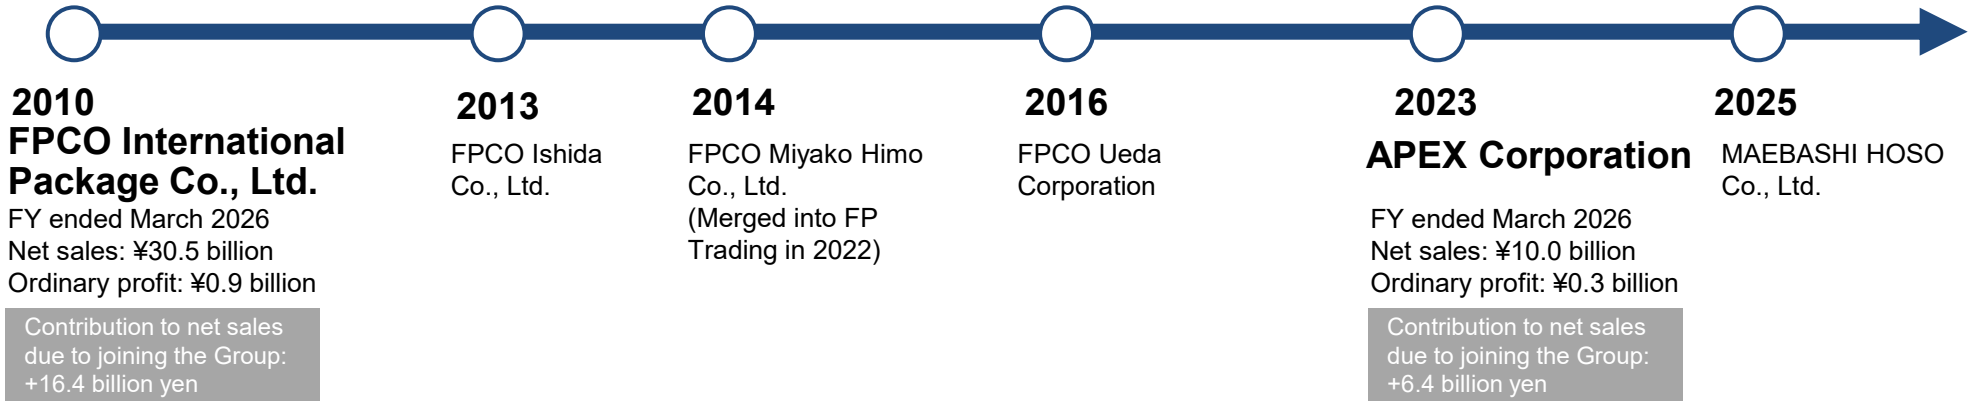 2010
FPCO International
Package Co., Ltd.
FY ended March 2026
Net sales: ¥30.5 billion
Ordinary profit: ¥0.9 billion
Contribution to net sales
due to joining the Group:
+16.4 billion yen
2013
FPCO Ishida
Co., Ltd.
2014
FPCO Miyako Himo
Co., Ltd.
(Merged into FP
Trading in 2022)
2016
FPCO Ueda
Corporation
2023
APEX Corporation
FY ended March 2026
Net sales: ¥10.0 billion
Ordinary profit: ¥0.3 billion
Contribution to net sales
due to joining the Group:
+6.4 billion yen
2025
MAEBASHI HOSO
Co., Ltd.